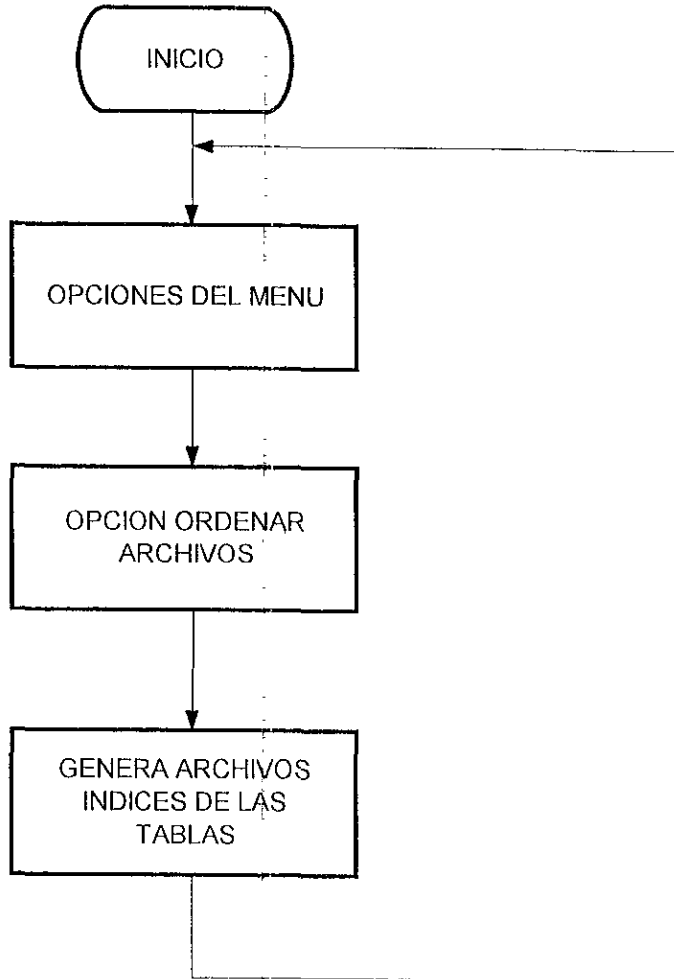 INICIO
OPCIONES DEL MENU
OPCION ORDENAR
ARCHIVOS
GENERA ARCHIVOS
INDICES DE LAS
TABLAS